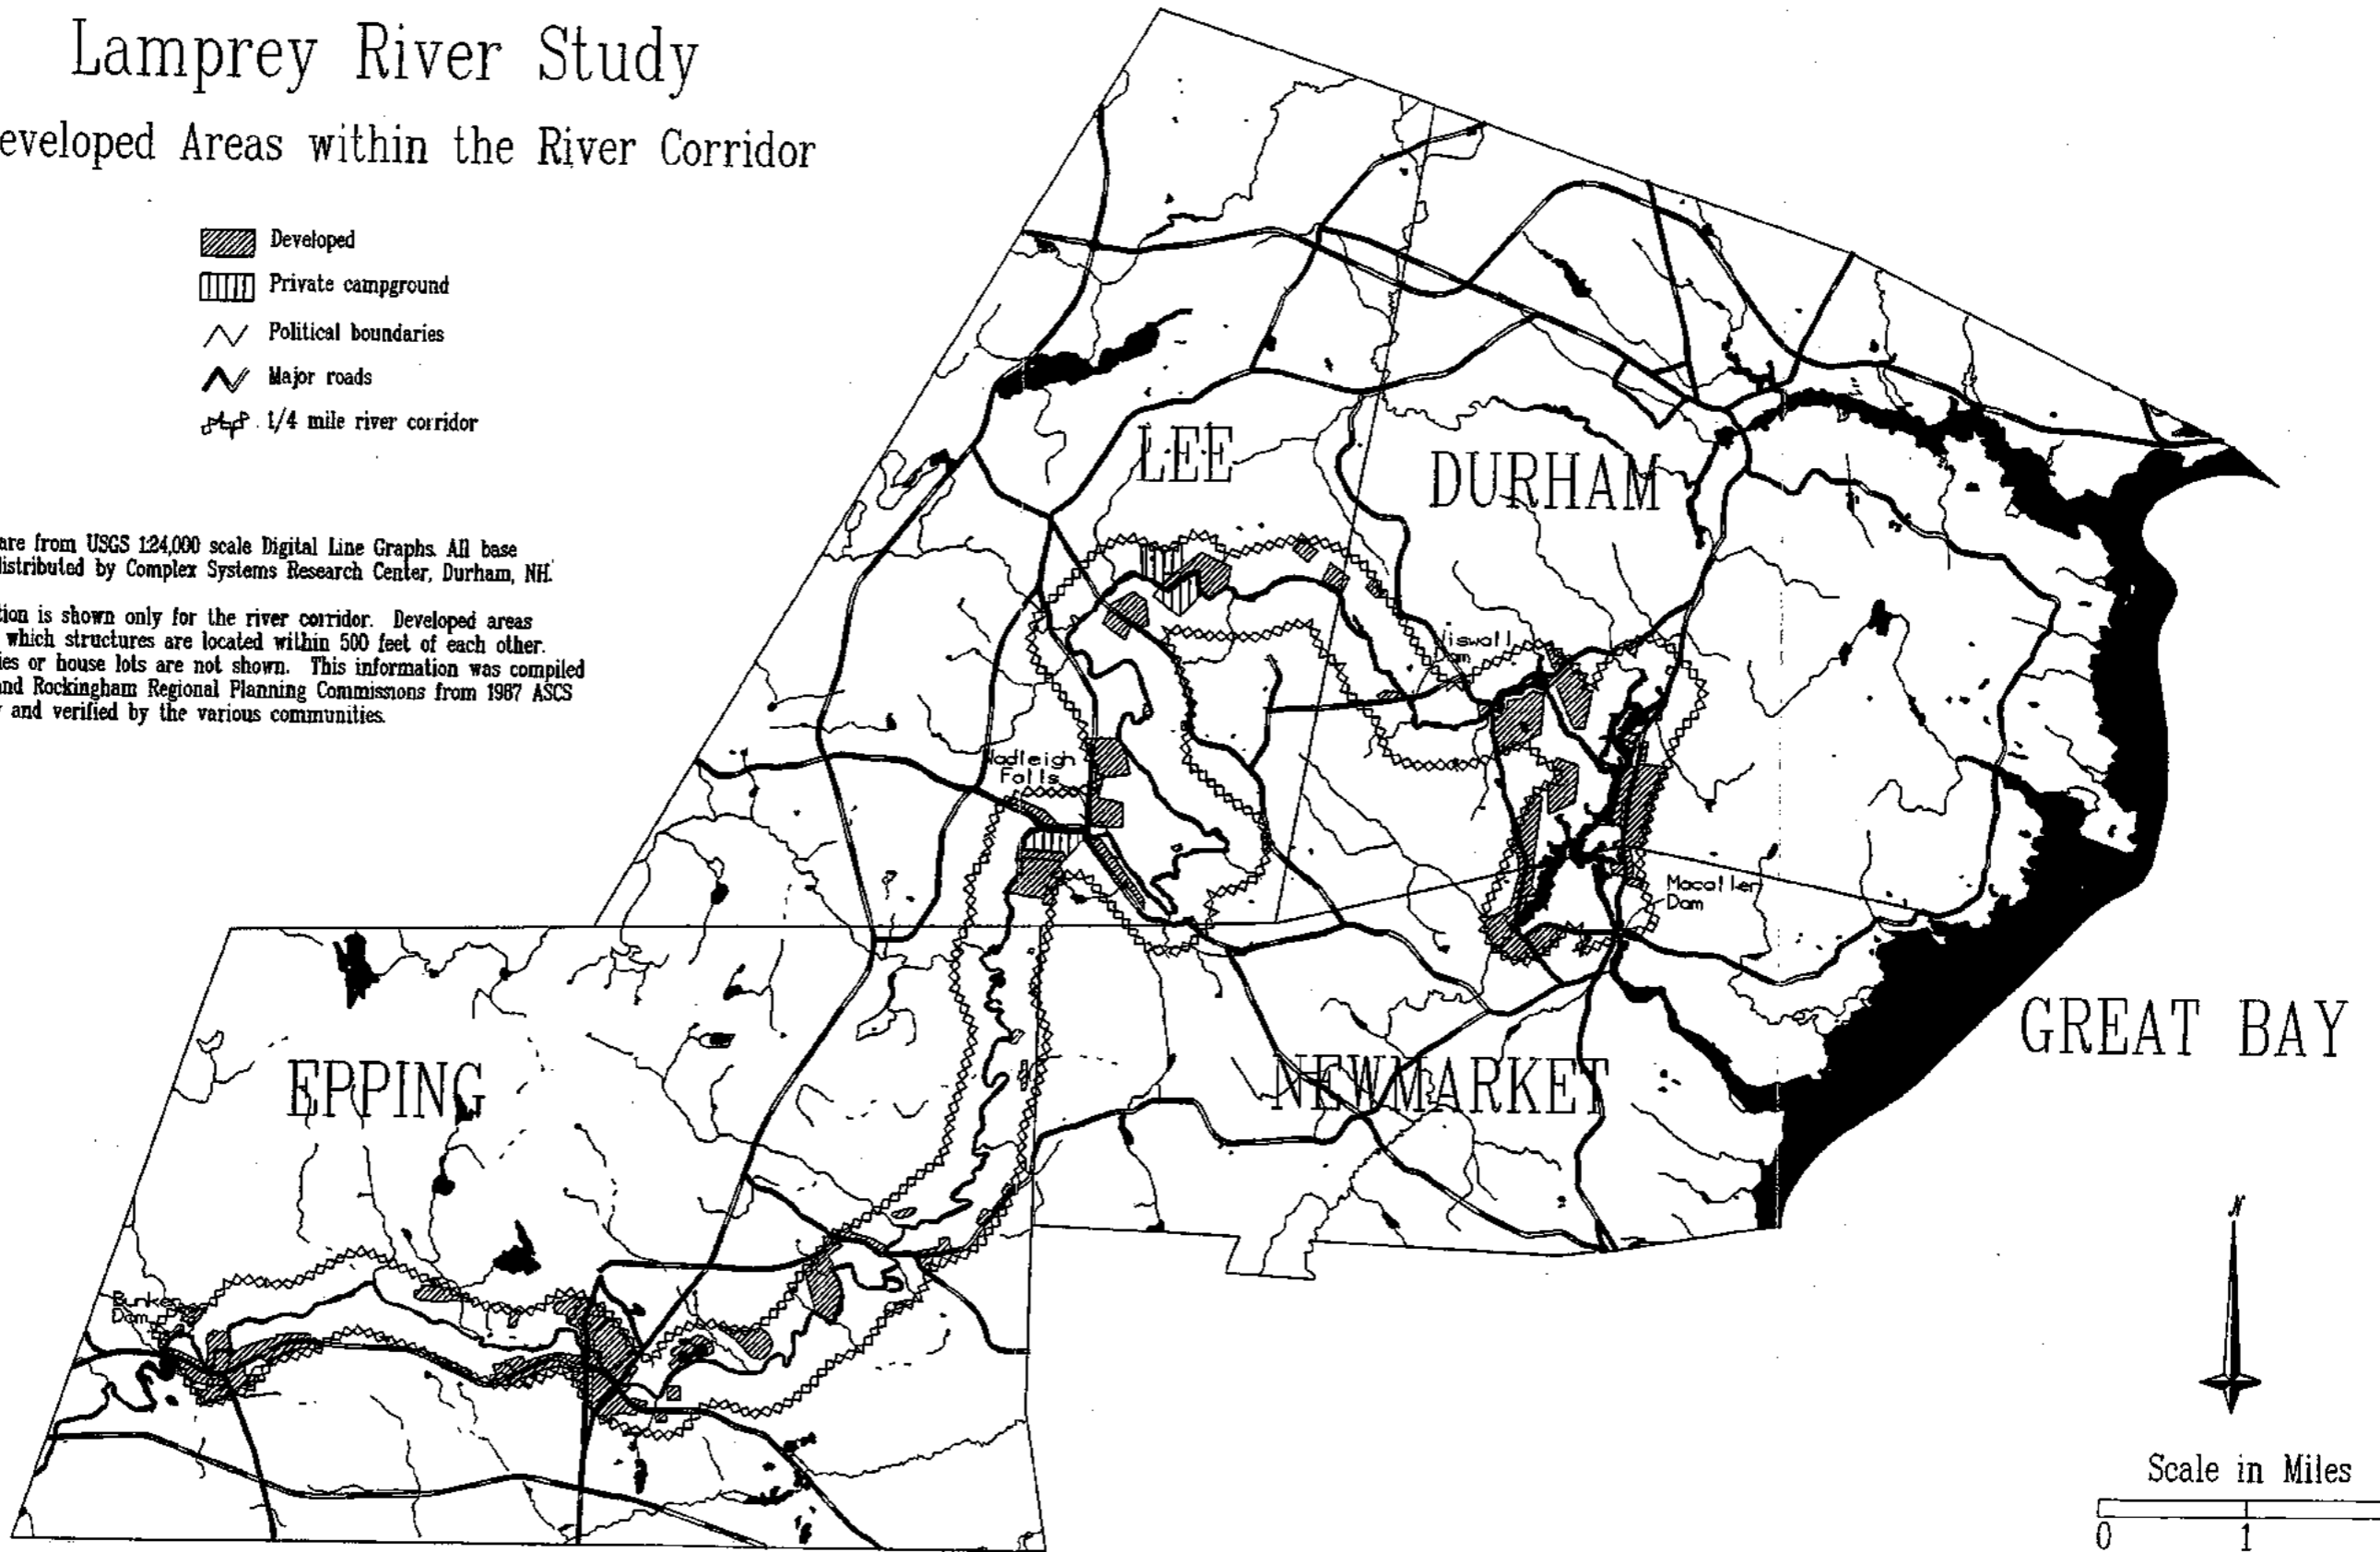 Lamprey River Study
eveloped Areas within the River Corridor
Developed
Private campground
Political boundaries
Major roads
1/4 mile river corridor
are from USGS 1:24,000 scale Digital Line Graphs. All base
distributed by Complex Systems Research Center, Durham, NH.
tion is shown only for the river corridor. Developed areas
which structures are located within 500 feet of each other.
ies or house lots are not shown. This information was compiled
and Rockingham Regional Planning Commissions from 1987 ASCS
and verified by the various communities.
LEE
DURHAM
Wiswall
Dam
Wadleigh
Falls
Macallen
Dam
GREAT BAY
EPPING
NEWMARKET
Bunker
Dam
N
Scale in Miles
0 1